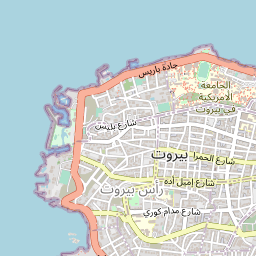 جادة باريس
الجامعة
الأمريكية
في بيروت
شارع بليس
بيروت
شارع الحمرا
شارع إميل إده
رأس بيروت
شارع مدام كوري